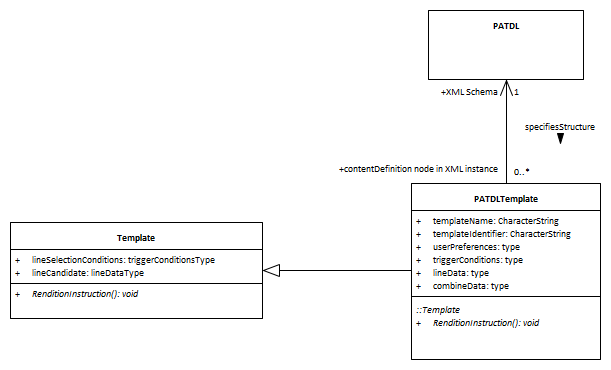 PATDL
+XML Schema
1
specifiesStructure
+contentDefinition node in XML instance
0..*
PATDLTemplate
+ templateName: CharacterString
+ templateIdentifier: CharacterString
+ userPreferences: type
+ triggerConditions: type
+ lineData: type
+ combineData: type
::Template
+ RenditionInstruction(): void
Template
+ lineSelectionConditions: triggerConditionsType
+ lineCandidate: lineDataType
+ RenditionInstruction(): void